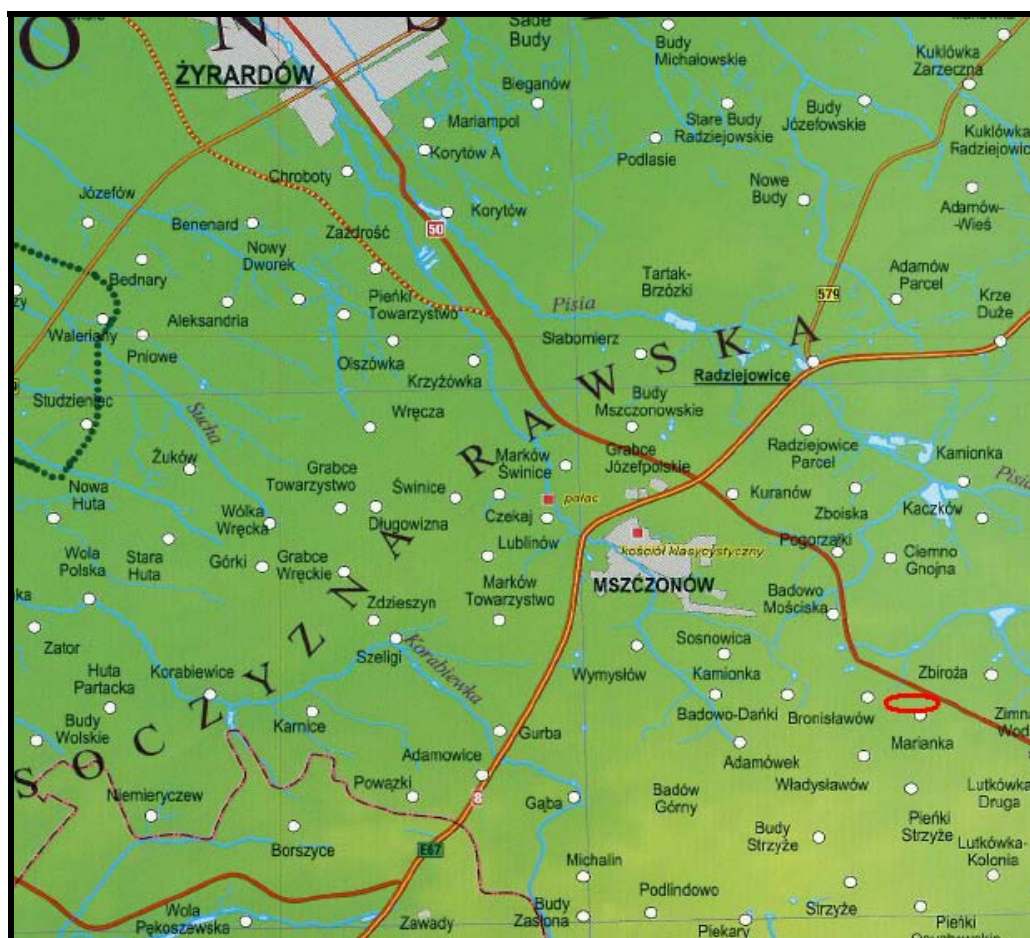 O N S
Sade
Budy
Budy
Michałowskie
Kuklówka
Zarzeczna
ŻYRARDÓW
Bieganów
Mariampol
Stare Budy
Radziejowskie
Budy
Józefowskie
Kuklówka
Radziejowic
Korytów A
Podlasie
Chroboty
Józefów
Nowe
Budy
Korytów
Adamów-
-Wieś
Benenard
Zazdrość
50
Nowy
Dworek
Bednary
Tartak-
Brzózki
Adamów
Parcel
Pisia
579
Krze
Duże
Pieńki
Towarzystwo
Aleksandria
Waleriany
Pniowe
Słabomierz
Olszówka
Krzyżówka
Radziejowice
Studzieniec
Sucha
Wręcza
Budy
Mszczonowskie
Radziejowice
Parcel
Żuków
Grabce
Towarzystwo
Marków
Świnice
Grabce
Józefpolskie
Kamionka
Nowa
Huta
Świnice
pałac
Kuranów
Pisia
Wólka
Wręcka
Długowizna
Czekaj
Zboiska
Kaczków
Wola
Polska
Stara
Huta
Górki
Grabce
Wręckie
Lublinów
kościół klasycystyczny
Pogorzałki
Ciemno
Gnojna
MSZCZONÓW
Marków
Towarzystwo
Badowo
Mościska
Zdzieszyn
Zator
Szeligi
Korabiewka
Sosnowica
Huta
Partacka
Korabiewice
Wymysłów
Kamionka
Zbiroża
Budy
Wolskie
Karnice
Gurba
Badowo-Dańki
Bronisławów
Zimna
Wod
Marianka
Adamowice
Adamówek
Niemieryczew
Powązki
8
Gąba
Badów
Górny
Władysławów
Lutkówka
Druga
Pieńki
Strzyże
Borszyce
E67
Budy
Strzyże
Lutkówka-
Kolonia
Michalin
Podlindowo
Strzyże
Wola
Pękoszewska
Zawady
Budy
Zasłona
Piekary
Pieńki
S O C Z Y Z N A R A W S K A